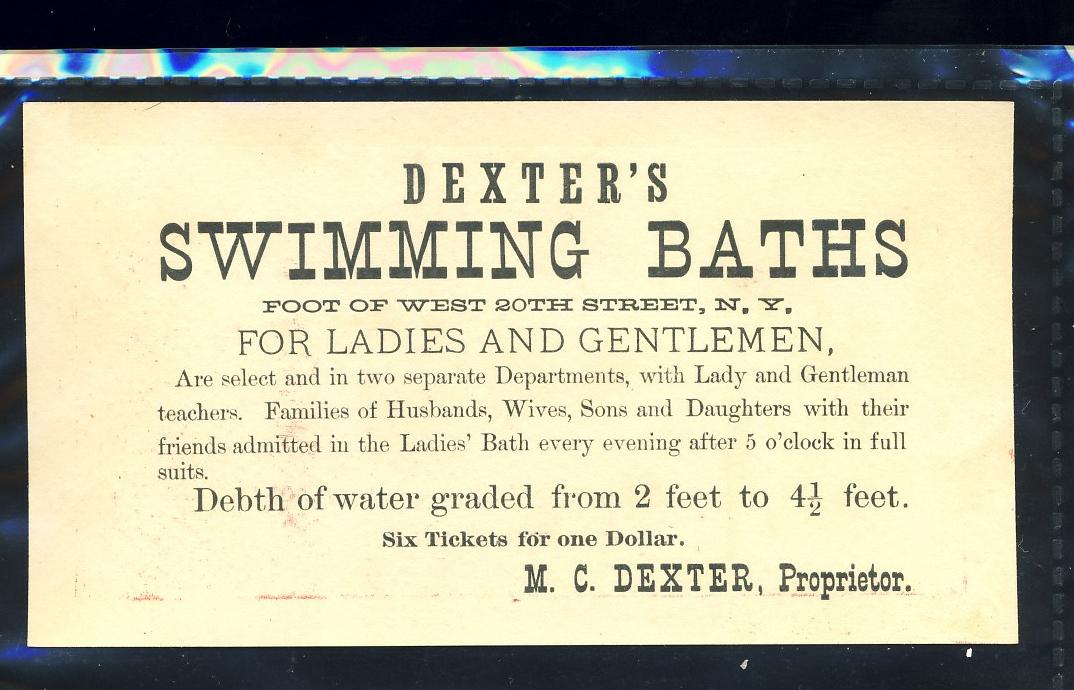 DEXTER'S
SWIMMING BATHS
FOOT OF WEST 20TH STREET, N. Y.
FOR LADIES AND GENTLEMEN,
Are select and in two separate Departments, with Lady and Gentleman
teachers. Families of Husbands, Wives, Sons and Daughters with their
friends admitted in the Ladies' Bath every evening after 5 o'clock in full
suits.
Debth of water graded from 2 feet to 4½ feet.
Six Tickets for one Dollar.
M. C. DEXTER, Proprietor.